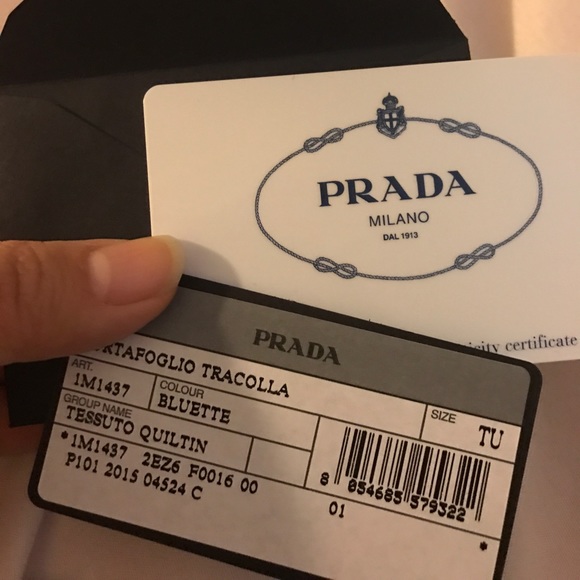 PRADA
MILANO
DAL 1913
certificate
PRADA
TRACOLLA
ART.
1M1437
COLOUR
BLUETTE
SIZE
TU
GROUP NAME
TESSUTO QUILTIN
*1M1437 2EZ6 F0016 00
P101 2015 04524 C
8 054685 579322
01
*